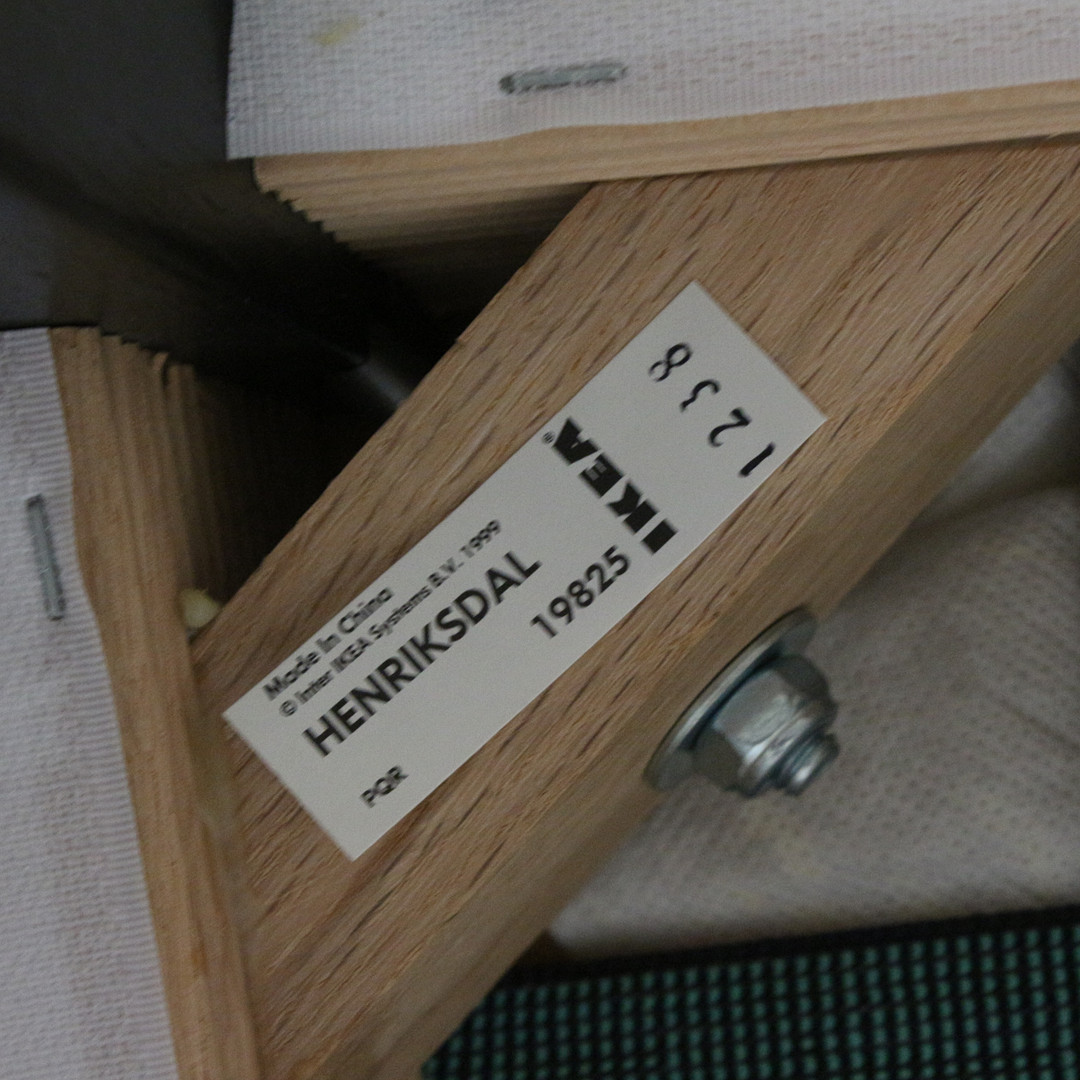 Made in China
© Inter IKEA Systems B.V. 1999
HENRIKSDAL
19825
PQR
IKEA®
1238